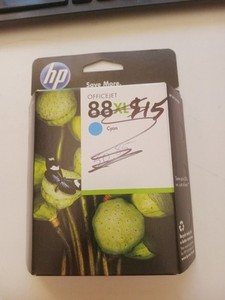 hp
Save More.
OFFICEJET
88XL $15
Cyan